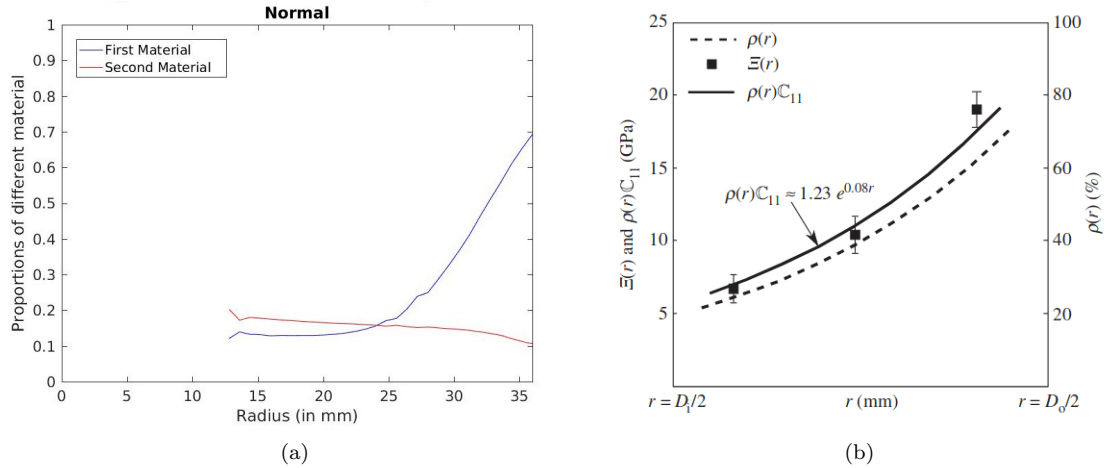 Normal
1
0.9
0.8
0.7
0.6
0.5
0.4
0.3
0.2
0.1
0
Proportions of different material
First Material
Second Material
0 5 10 15 20 25 30 35
Radius (in mm)
(a)
25
20
15
10
5
Ξ(r) and ρ(r)ℂ₁₁ (GPa)
ρ(r)
Ξ(r)
ρ(r)ℂ₁₁
ρ(r)ℂ₁₁ ≈ 1.23 e^0.08r
100
80
60
40
20
ρ(r) (%)
r = Dᵢ/2 r (mm) r = Dₒ/2
(b)